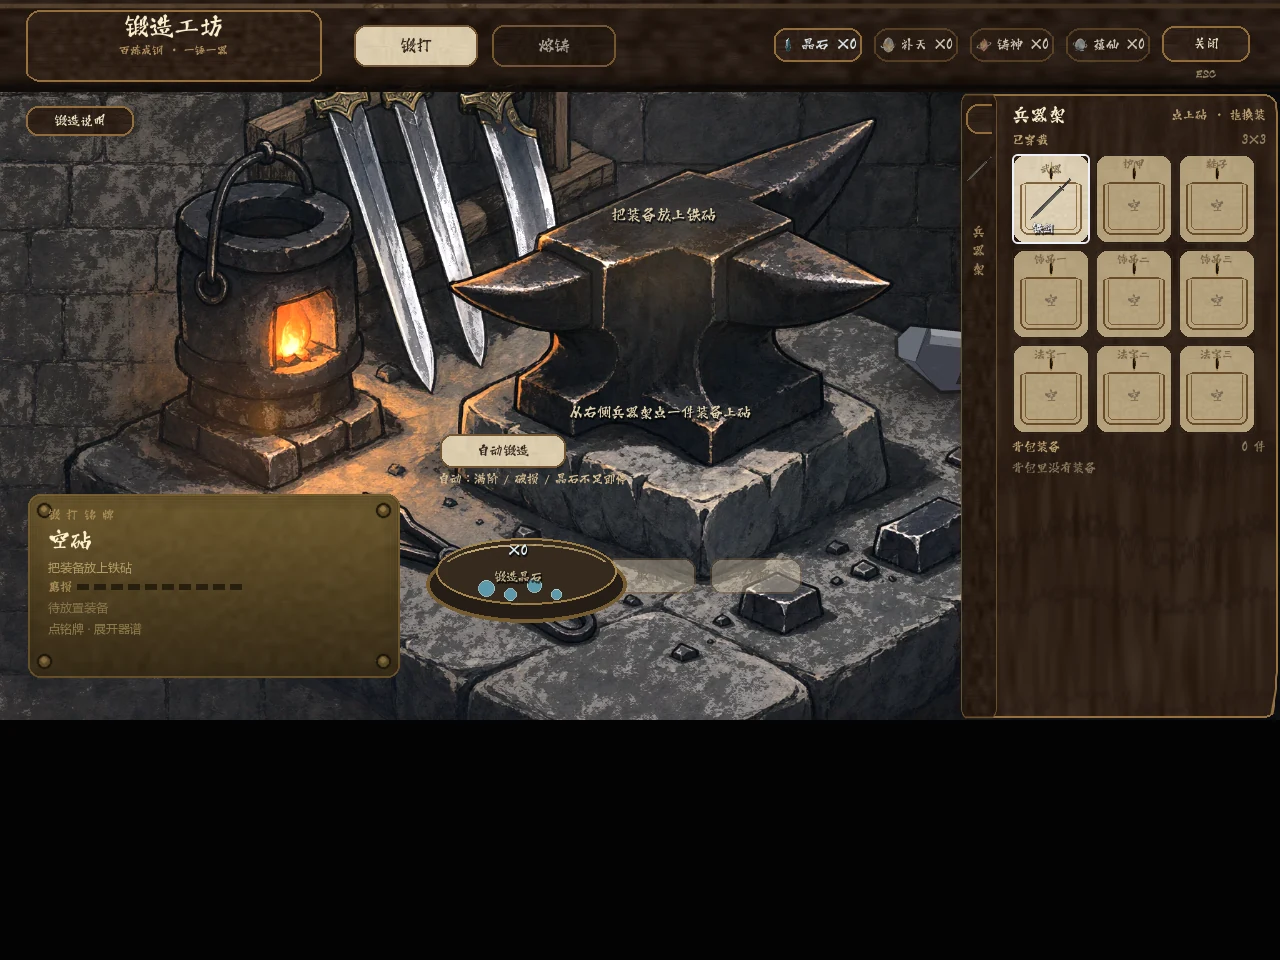 锻造工坊
百炼成钢 · 一锤一器
锻打
熔铸
晶石 ×0
补天 ×0
铸神 ×0
蕴仙 ×0
关闭
ESC
锻造说明
把装备放上铁砧
从右侧兵器架点一件装备上砧
自动锻造
自动：满阶 / 破损 / 晶石不足即停
锻打铭牌
空砧
把装备放上铁砧
磨损
待放置装备
点铭牌 · 展开器谱
×0
锻造晶石
兵器架
兵器架
点上砧 · 拖换装
已穿戴
3×3
武器
护甲
鞋子
铁剑
饰品一
饰品二
饰品三
法宝一
法宝二
法宝三
背包装备
0 件
背包里没有装备